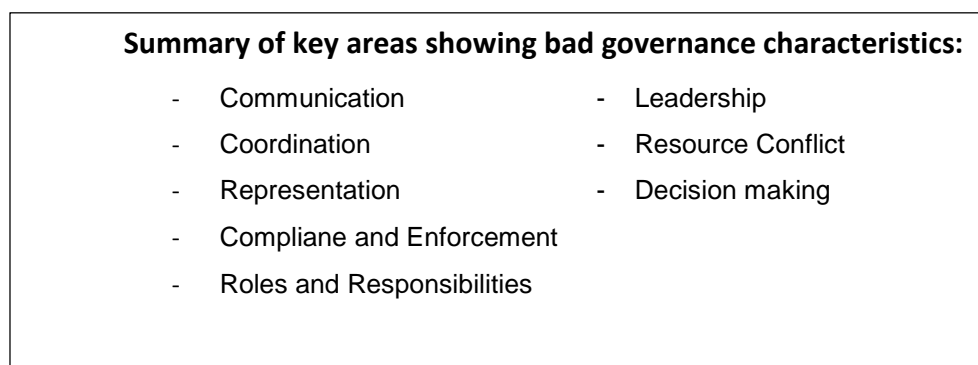 Summary of key areas showing bad governance characteristics:
- Communication
- Coordination
- Representation
- Compliane and Enforcement
- Roles and Responsibilities
- Leadership
- Resource Conflict
- Decision making